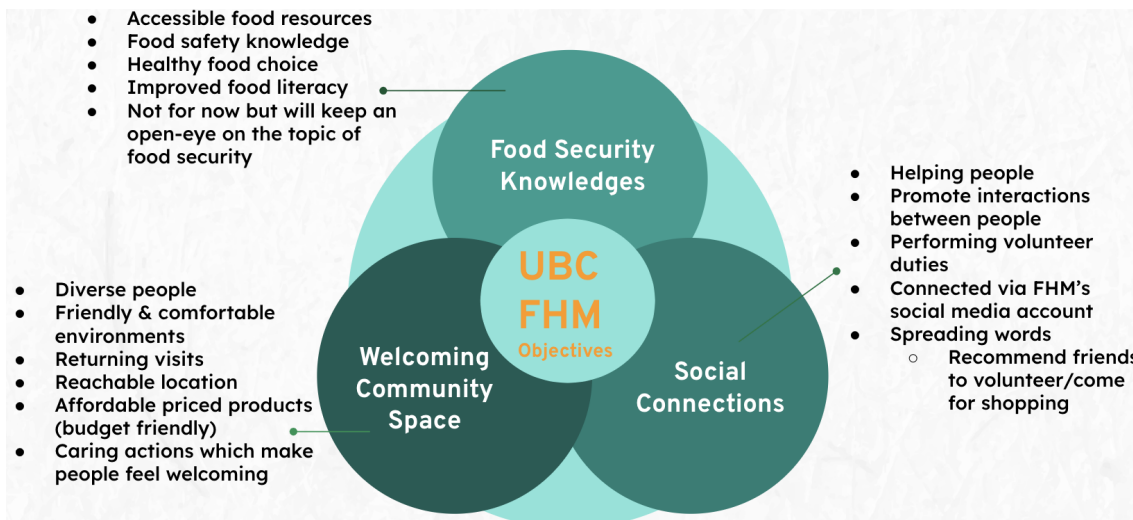 Accessible food resources
Food safety knowledge
Healthy food choice
Improved food literacy
Not for now but will keep an
open-eye on the topic of
food security
Food Security
Knowledges
Helping people
Promote interactions
between people
Performing volunteer
duties
Connected via FHM's
social media account
Spreading words
Recommend friends
to volunteer/come
for shopping
UBC
FHM
Objectives
Diverse people
Friendly & comfortable
environments
Returning visits
Reachable location
Affordable priced products
(budget friendly)
Caring actions which make
people feel welcoming
Welcoming
Community
Space
Social
Connections